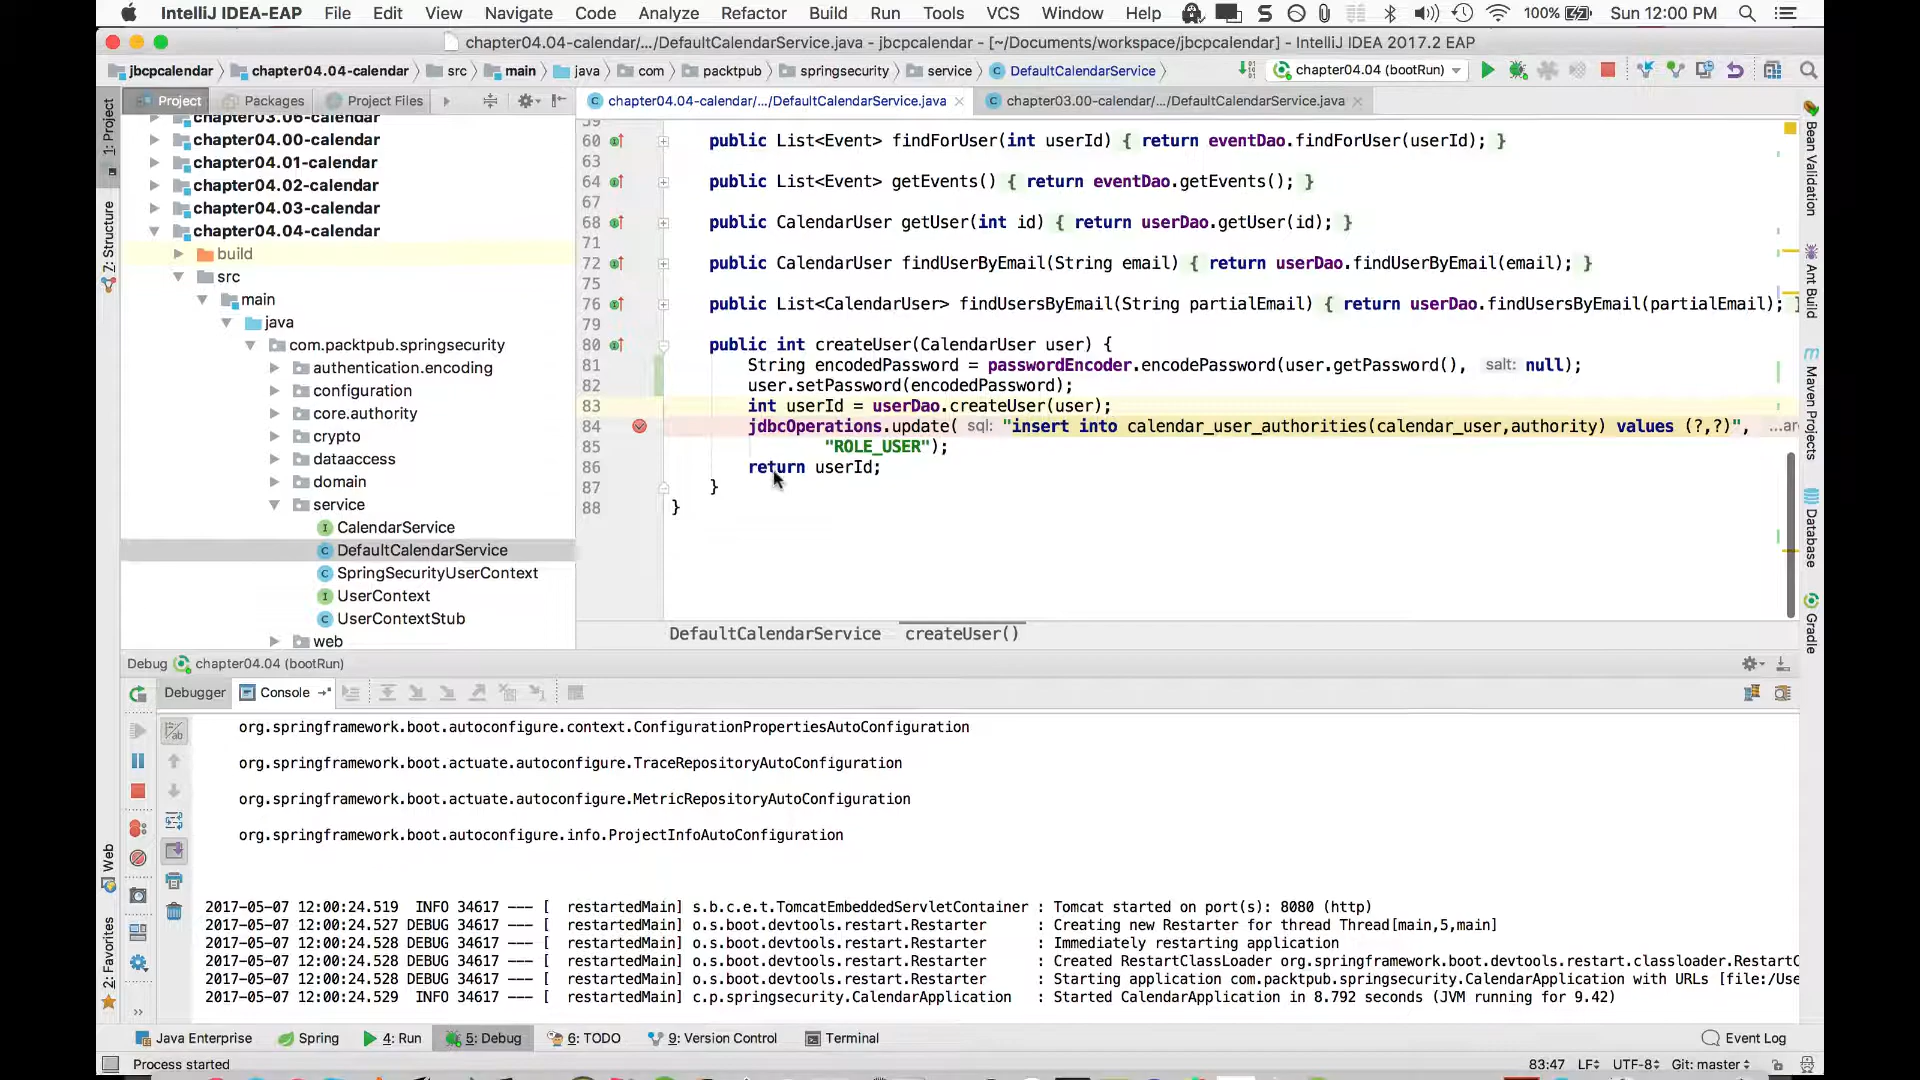 IntelliJ IDEA-EAP File Edit View Navigate Code Analyze Refactor Build Run Tools VCS Window Help 100% Sun 12:00 PM
chapter04.04-calendar/.../DefaultCalendarService.java - jbcpcalendar - [~/Documents/workspace/jbcpcalendar] - IntelliJ IDEA 2017.2 EAP
jbcpcalendar chapter04.04-calendar src main java com packtpub springsecurity service DefaultCalendarService chapter04.04 (bootRun)
Project Packages Project Files
chapter04.04-calendar/.../DefaultCalendarService.java chapter03.00-calendar/.../DefaultCalendarService.java
1: Project
Z: Structure
Web
2: Favorites
chapter03.06-calendar
chapter04.00-calendar
chapter04.01-calendar
chapter04.02-calendar
chapter04.03-calendar
chapter04.04-calendar
build
src
main
java
com.packtpub.springsecurity
authentication.encoding
configuration
core.authority
crypto
dataaccess
domain
service
CalendarService
DefaultCalendarService
SpringSecurityUserContext
UserContext
UserContextStub
web
59
60 public List<Event> findForUser(int userId) { return eventDao.findForUser(userId); }
63
64 public List<Event> getEvents() { return eventDao.getEvents(); }
67
68 public CalendarUser getUser(int id) { return userDao.getUser(id); }
71
72 public CalendarUser findUserByEmail(String email) { return userDao.findUserByEmail(email); }
75
76 public List<CalendarUser> findUsersByEmail(String partialEmail) { return userDao.findUsersByEmail(partialEmail); }
79
80 public int createUser(CalendarUser user) {
81 String encodedPassword = passwordEncoder.encodePassword(user.getPassword(), salt: null);
82 user.setPassword(encodedPassword);
83 int userId = userDao.createUser(user);
84 jdbcOperations.update( sql: "insert into calendar_user_authorities(calendar_user,authority) values (?,?)", ...ar
85 "ROLE_USER");
86 return userId;
87 }
88 }
DefaultCalendarService createUser()
Bean Validation
Ant Build
Maven Projects
Database
Gradle
Debug chapter04.04 (bootRun)
Debugger Console
org.springframework.boot.autoconfigure.context.ConfigurationPropertiesAutoConfiguration
org.springframework.boot.actuate.autoconfigure.TraceRepositoryAutoConfiguration
org.springframework.boot.actuate.autoconfigure.MetricRepositoryAutoConfiguration
org.springframework.boot.autoconfigure.info.ProjectInfoAutoConfiguration
2017-05-07 12:00:24.519 INFO 34617 --- [ restartedMain] s.b.c.e.t.TomcatEmbeddedServletContainer : Tomcat started on port(s): 8080 (http)
2017-05-07 12:00:24.527 DEBUG 34617 --- [ restartedMain] o.s.boot.devtools.restart.Restarter : Creating new Restarter for thread Thread[main,5,main]
2017-05-07 12:00:24.528 DEBUG 34617 --- [ restartedMain] o.s.boot.devtools.restart.Restarter : Immediately restarting application
2017-05-07 12:00:24.528 DEBUG 34617 --- [ restartedMain] o.s.boot.devtools.restart.Restarter : Created RestartClassLoader org.springframework.boot.devtools.restart.classloader.RestartC
2017-05-07 12:00:24.528 DEBUG 34617 --- [ restartedMain] o.s.boot.devtools.restart.Restarter : Starting application com.packtpub.springsecurity.CalendarApplication with URLs [file:/Use
2017-05-07 12:00:24.529 INFO 34617 --- [ restartedMain] c.p.springsecurity.CalendarApplication : Started CalendarApplication in 8.792 seconds (JVM running for 9.42)
Java Enterprise Spring 4: Run 5: Debug 6: TODO 9: Version Control Terminal Event Log
Process started 83:47 LF UTF-8 Git: master